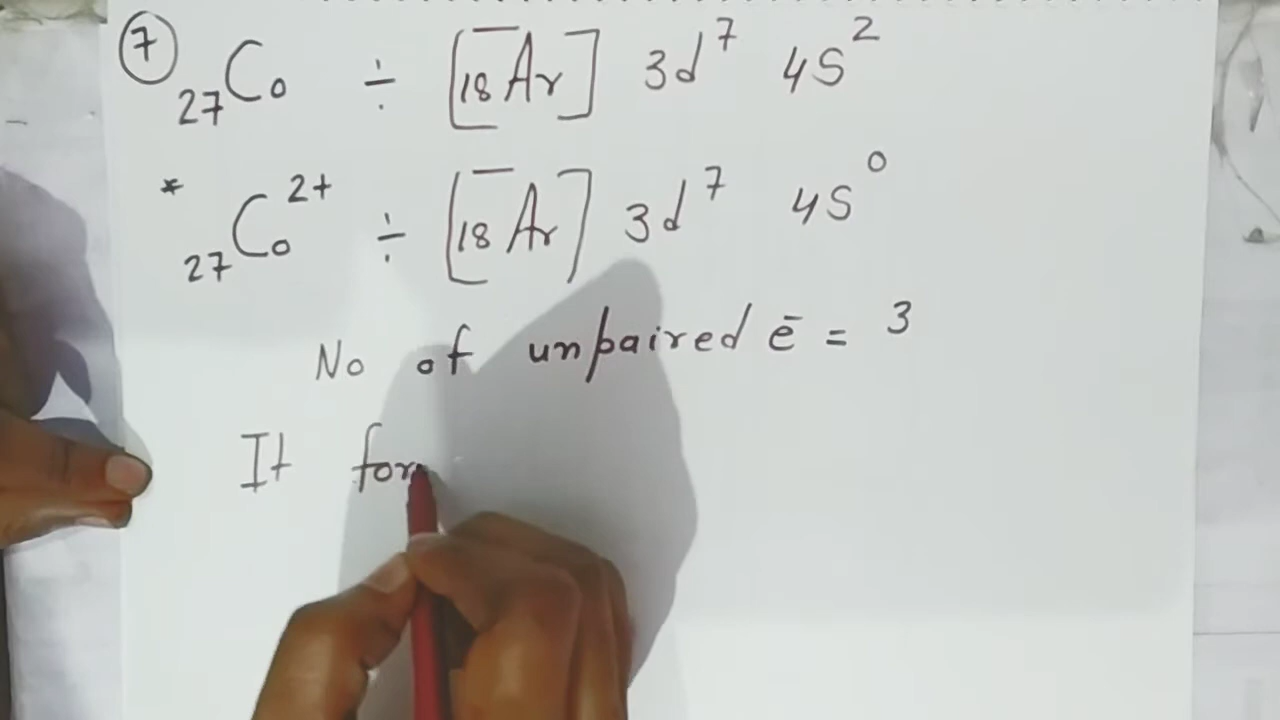 7 27Co ÷ [18Ar] 3d7 4s2
* 27Co2+ ÷ [18Ar] 3d7 4s0
No of unpaired ē = 3
It for